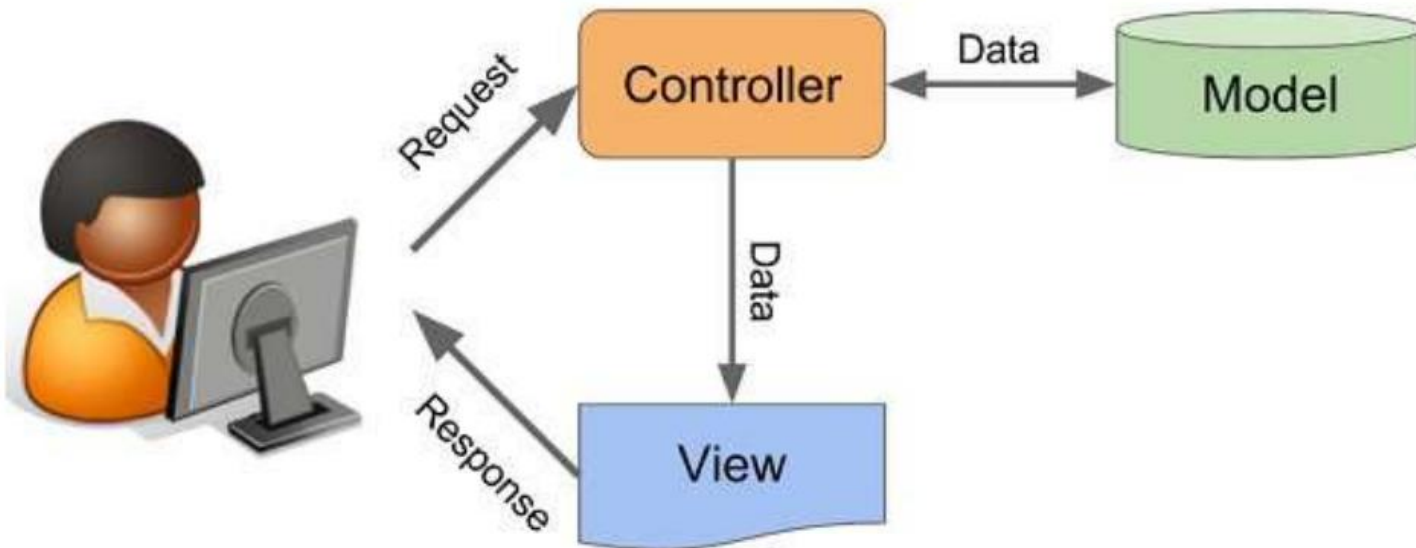 Request
Controller
Data
Model
Data
Response
View